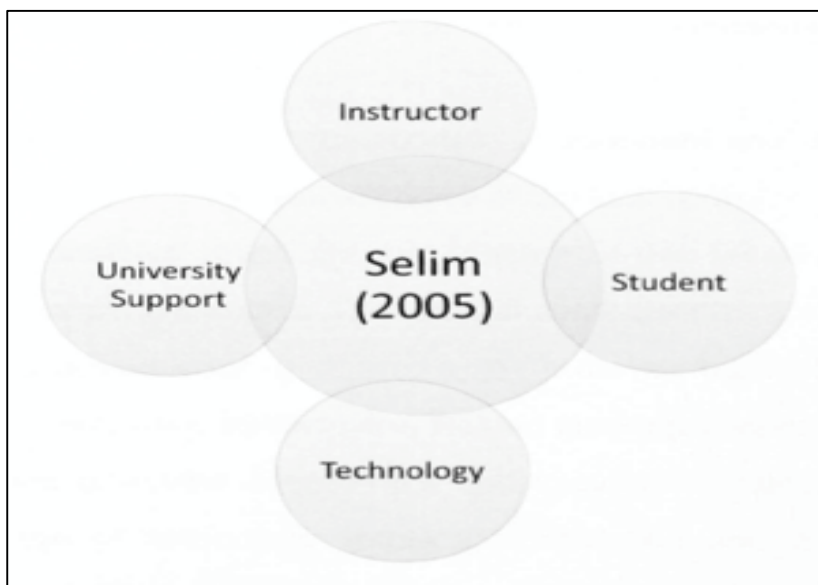 Instructor
University
Support
Selim
(2005)
Student
Technology